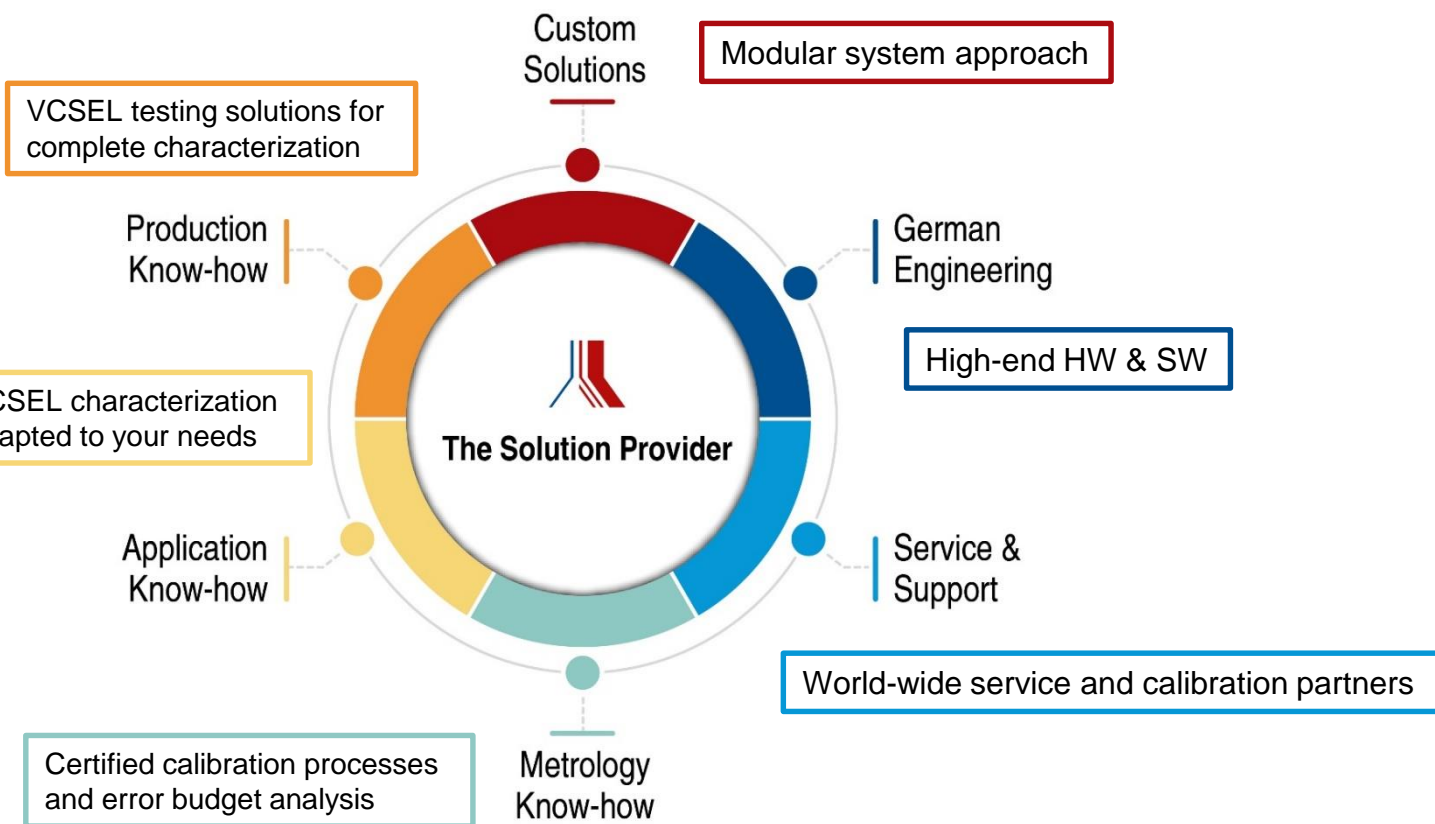 Custom
Solutions
Modular system approach
VCSEL testing solutions for
complete characterization
Production
Know-how
German
Engineering
High-end HW & SW
characterization
to your needs
The Solution Provider
Application
Know-how
Service &
Support
World-wide service and calibration partners
Certified calibration processes
and error budget analysis
Metrology
Know-how